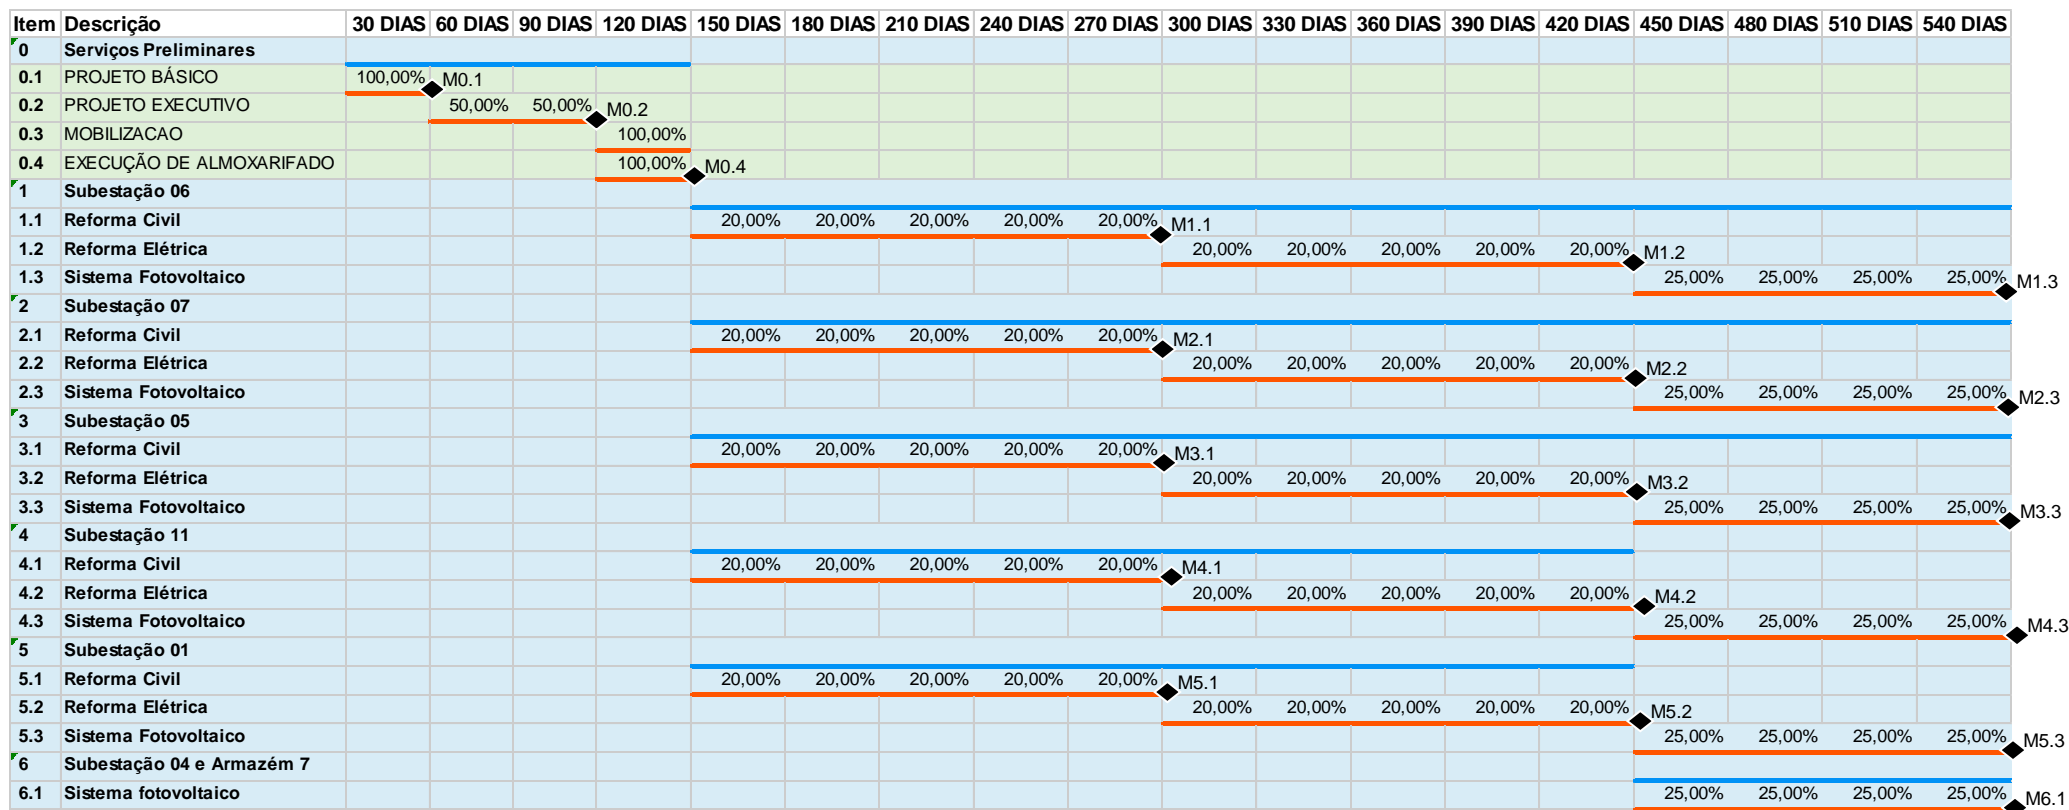 Item Descrição 30 DIAS 60 DIAS 90 DIAS 120 DIAS 150 DIAS 180 DIAS 210 DIAS 240 DIAS 270 DIAS 300 DIAS 330 DIAS 360 DIAS 390 DIAS 420 DIAS 450 DIAS 480 DIAS 510 DIAS 540 DIAS
0 Serviços Preliminares
0.1 PROJETO BÁSICO 100,00% M0.1
0.2 PROJETO EXECUTIVO 50,00% 50,00% M0.2
0.3 MOBILIZACAO 100,00%
0.4 EXECUÇÃO DE ALMOXARIFADO 100,00% M0.4
1 Subestação 06
1.1 Reforma Civil 20,00% 20,00% 20,00% 20,00% 20,00% M1.1
1.2 Reforma Elétrica 20,00% 20,00% 20,00% 20,00% 20,00% M1.2
1.3 Sistema Fotovoltaico 25,00% 25,00% 25,00% 25,00% M1.3
2 Subestação 07
2.1 Reforma Civil 20,00% 20,00% 20,00% 20,00% 20,00% M2.1
2.2 Reforma Elétrica 20,00% 20,00% 20,00% 20,00% 20,00% M2.2
2.3 Sistema Fotovoltaico 25,00% 25,00% 25,00% 25,00% M2.3
3 Subestação 05
3.1 Reforma Civil 20,00% 20,00% 20,00% 20,00% 20,00% M3.1
3.2 Reforma Elétrica 20,00% 20,00% 20,00% 20,00% 20,00% M3.2
3.3 Sistema Fotovoltaico 25,00% 25,00% 25,00% 25,00% M3.3
4 Subestação 11
4.1 Reforma Civil 20,00% 20,00% 20,00% 20,00% 20,00% M4.1
4.2 Reforma Elétrica 20,00% 20,00% 20,00% 20,00% 20,00% M4.2
4.3 Sistema Fotovoltaico 25,00% 25,00% 25,00% 25,00% M4.3
5 Subestação 01
5.1 Reforma Civil 20,00% 20,00% 20,00% 20,00% 20,00% M5.1
5.2 Reforma Elétrica 20,00% 20,00% 20,00% 20,00% 20,00% M5.2
5.3 Sistema Fotovoltaico 25,00% 25,00% 25,00% 25,00% M5.3
6 Subestação 04 e Armazém 7
6.1 Sistema fotovoltaico 25,00% 25,00% 25,00% 25,00% M6.1